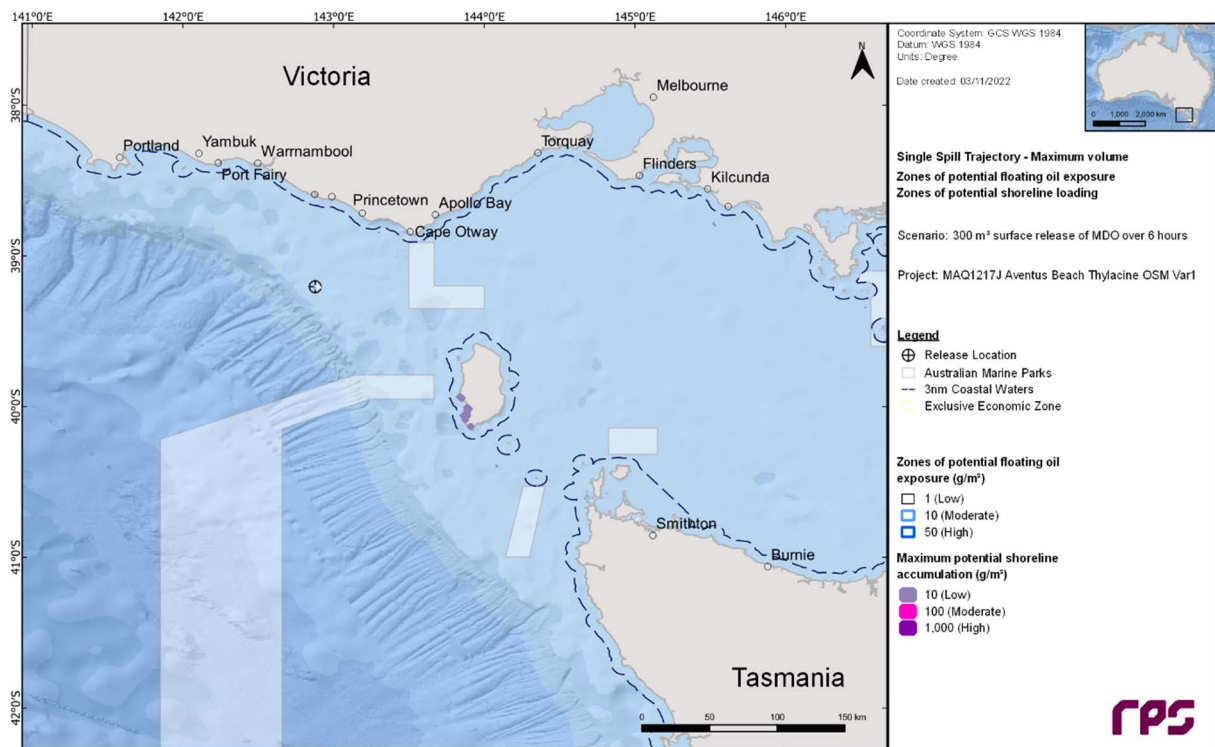 141°0'E
142°0'E
143°0'E
144°0'E
145°0'E
146°0'E
38°0'S
39°0'S
40°0'S
41°0'S
42°0'S
Victoria
N
Melbourne
Portland
Yambuk
Warrnambool
Port Fairy
Torquay
Flinders
Kilcunda
Princetown
Apollo Bay
Cape Otway
Smithton
Burnie
Tasmania
0 50 100 150 km
Coordinate System: GCS WGS 1984
Datum: WGS 1984
Units: Degree
Date created: 03/11/2022
0 1,000 2,000 km
Single Spill Trajectory - Maximum volume
Zones of potential floating oil exposure
Zones of potential shoreline loading
Scenario: 300 m³ surface release of MDO over 6 hours
Project: MAQ1217J Aventus Beach Thylacine OSM Var1
Legend
Release Location
Australian Marine Parks
3nm Coastal Waters
Exclusive Economic Zone
Zones of potential floating oil
exposure (g/m²)
1 (Low)
10 (Moderate)
50 (High)
Maximum potential shoreline
accumulation (g/m²)
10 (Low)
100 (Moderate)
1,000 (High)
rps